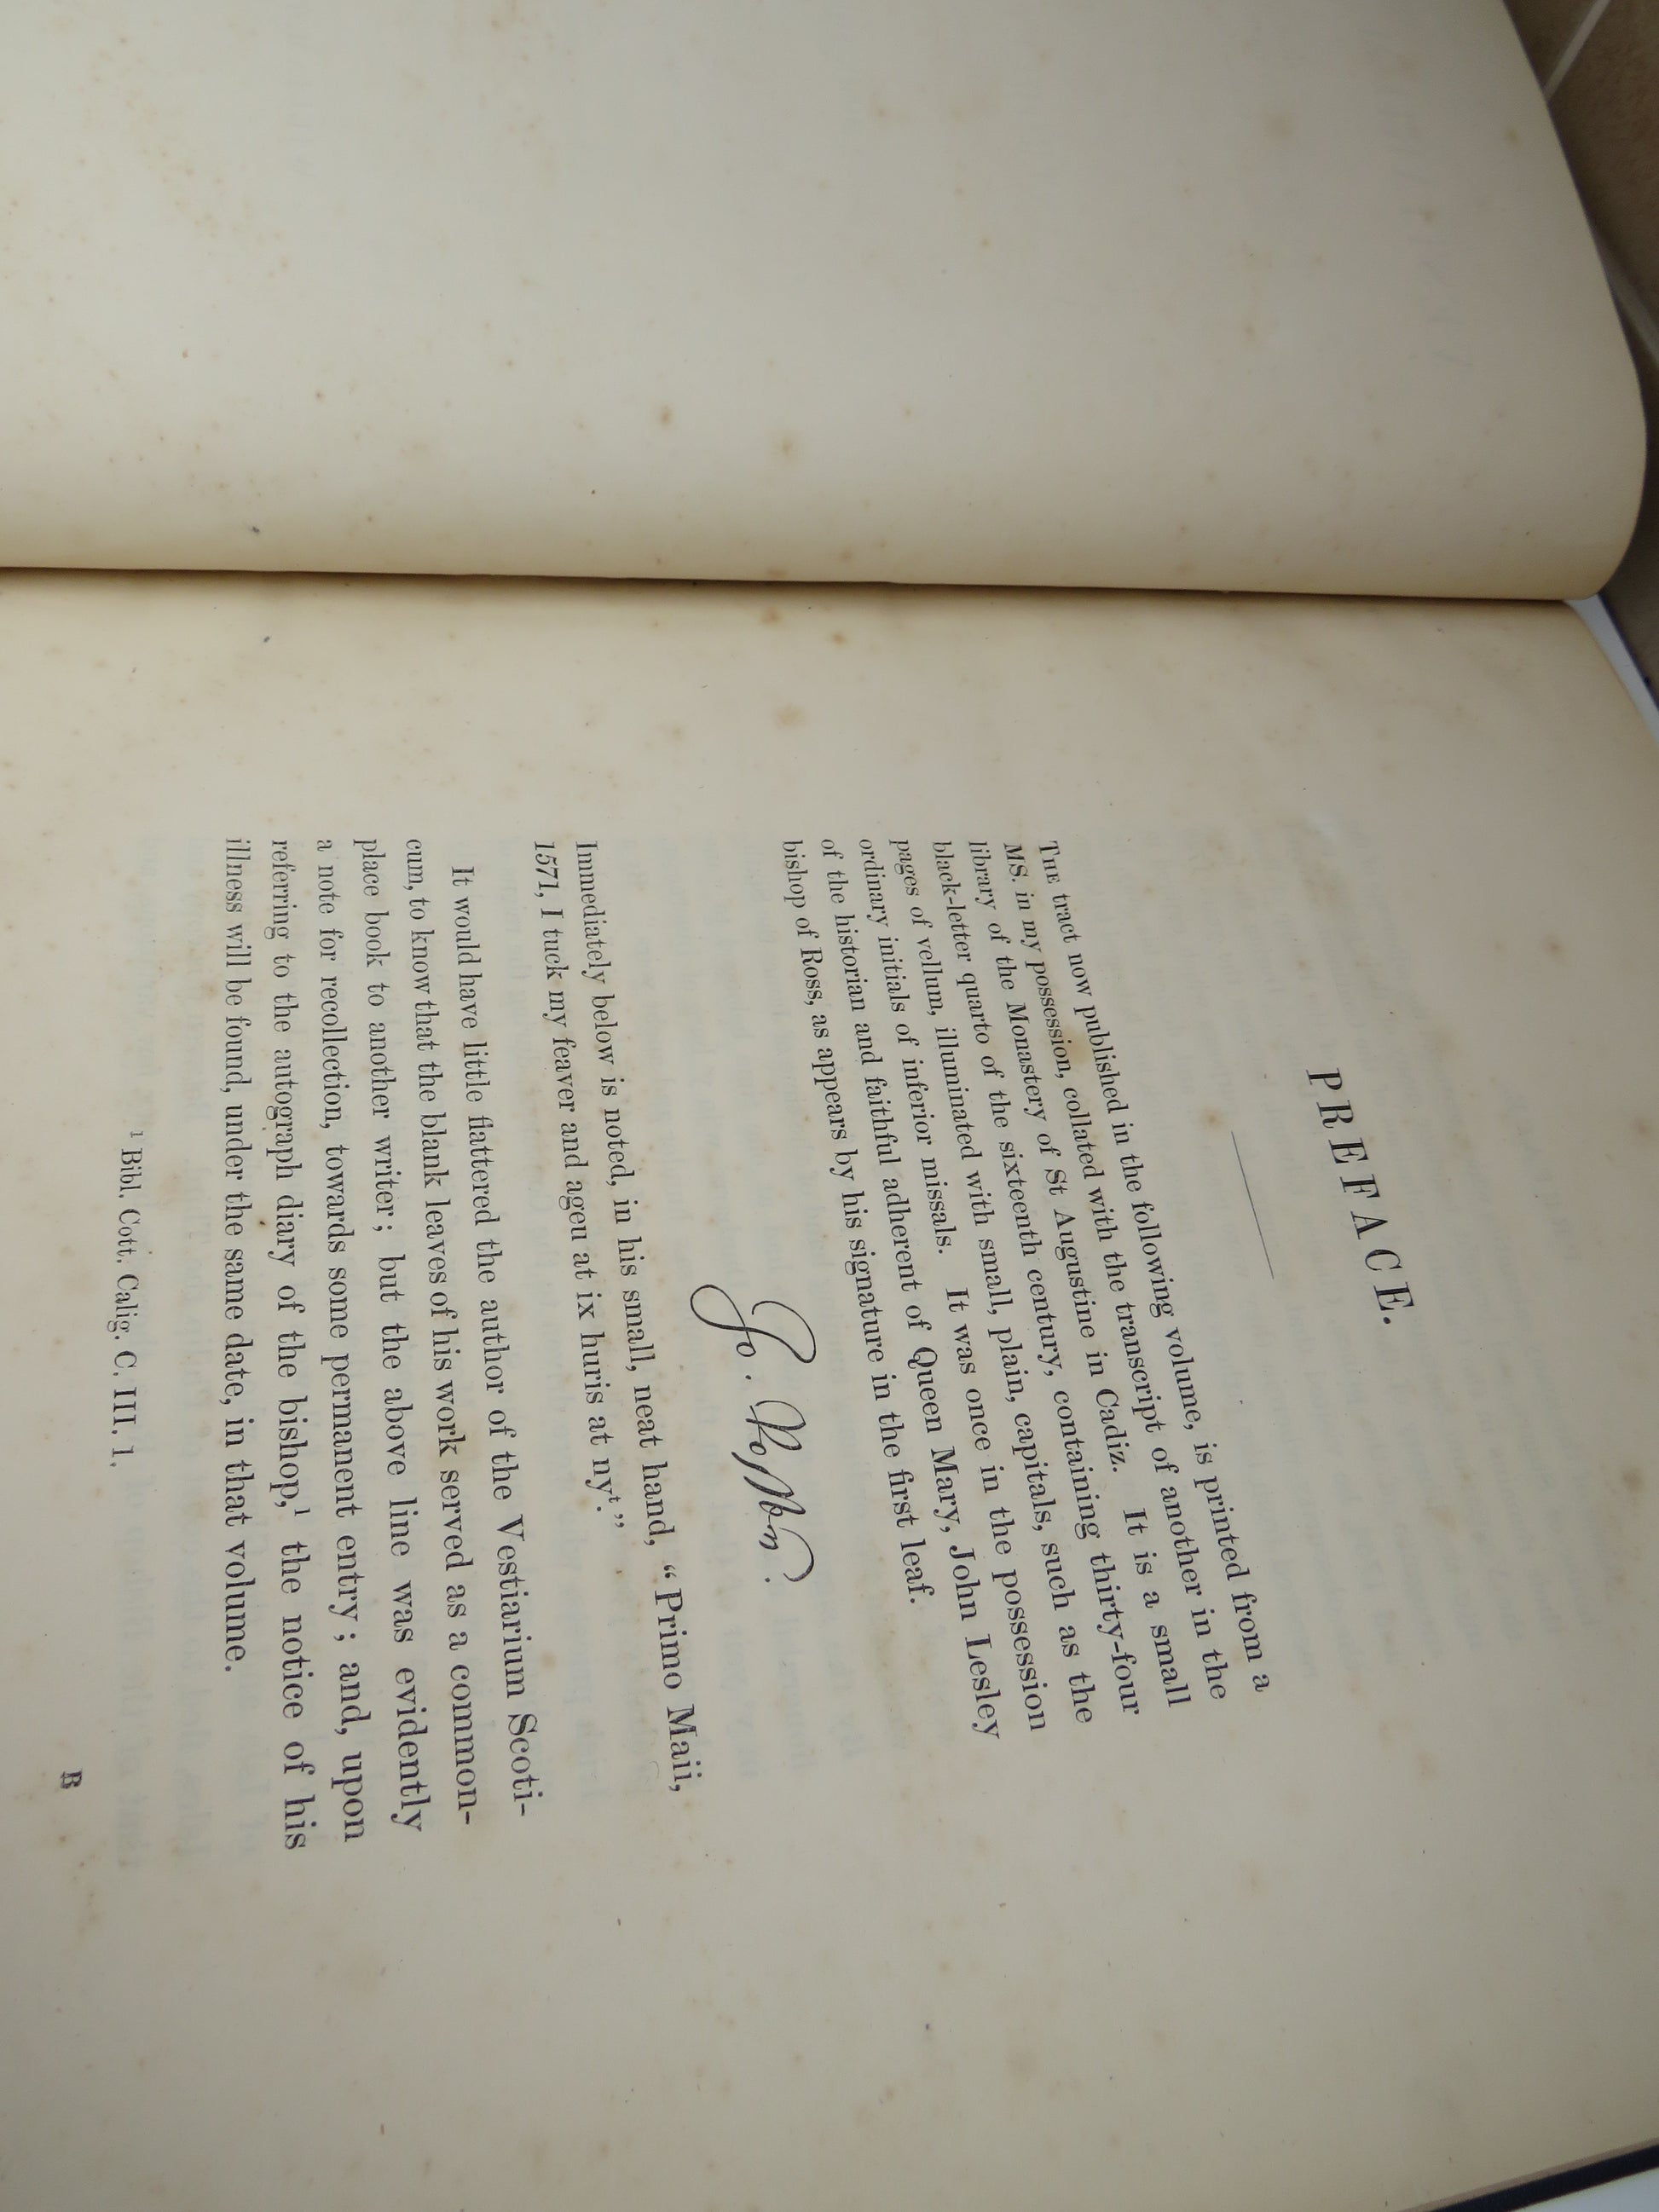 PREFACE.
THE tract now published in the following volume, is printed from a
MS. in my possession, collated with the transcript of another in the
library of the Monastery of St Augustine in Cadiz. It is a small
black-letter quarto of the sixteenth century, containing thirty-four
pages of vellum, illuminated with small, plain, capitals, such as the
ordinary initials of inferior missals. It was once in the possession
of the historian and faithful adherent of Queen Mary, John Lesley
bishop of Ross, as appears by his signature in the first leaf.
Jo.
Immediately below is noted, in his small, neat hand, “Primo Maii,
1571, I tuck my feaver and ageu at ix huris at nyᵗ.”
It would have little flattered the author of the Vestiarium Scoti-
cum, to know that the blank leaves of his work served as a common-
place book to another writer; but the above line was evidently
a note for recollection, towards some permanent entry; and, upon
referring to the autograph diary of the bishop,¹ the notice of his
illness will be found, under the same date, in that volume.
¹ Bibl. Cott. Calig. C. III. 1.
B